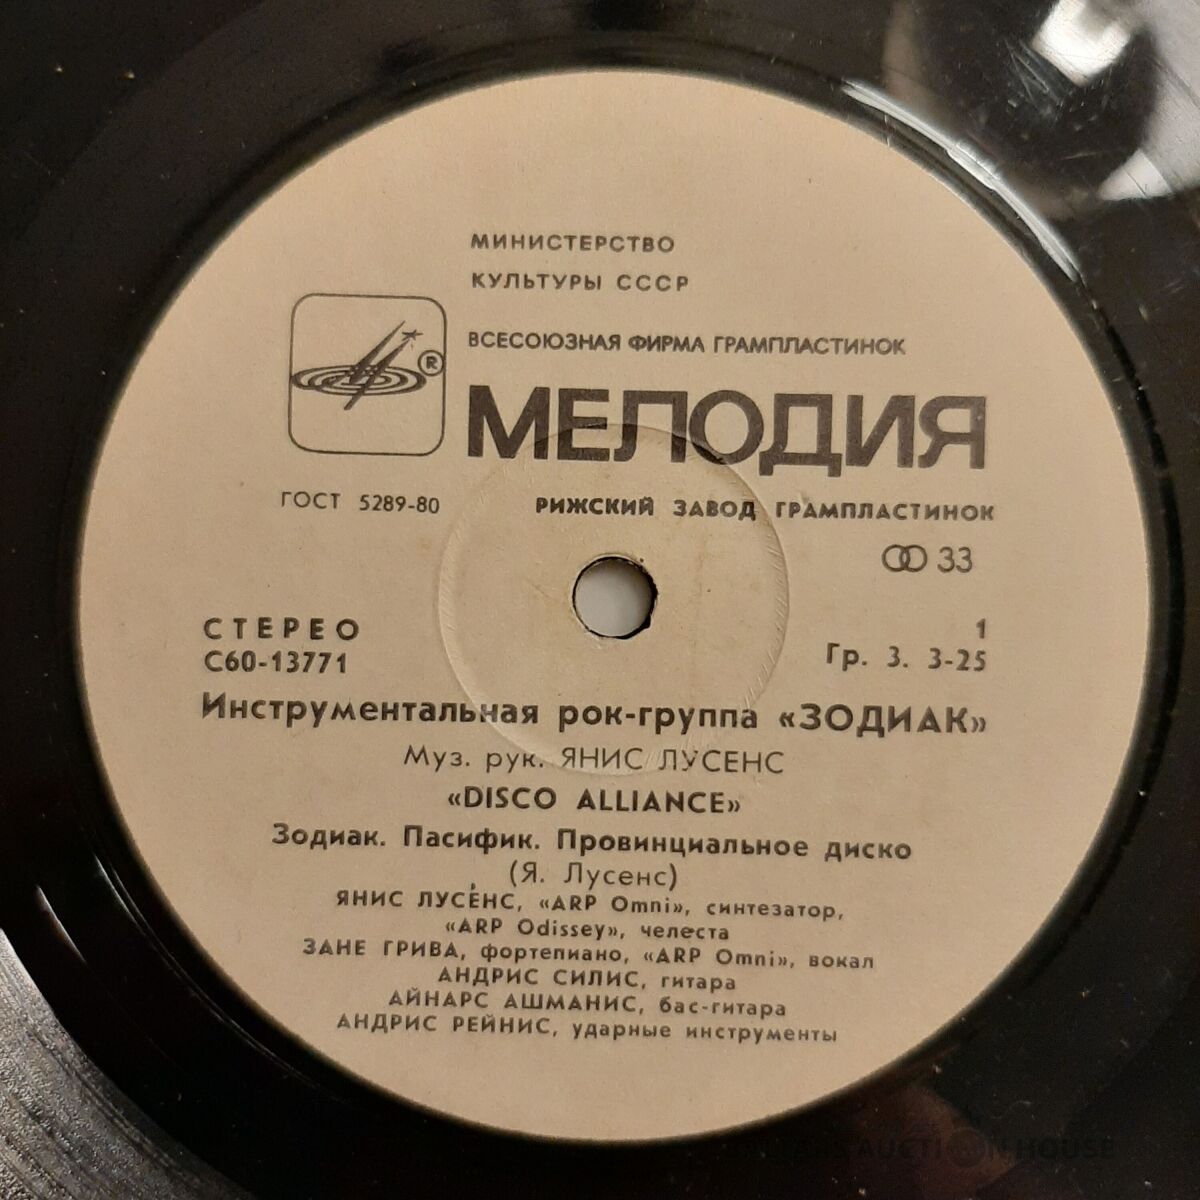 МИНИСТЕРСТВО
КУЛЬТУРЫ СССР
ВСЕСОЮЗНАЯ ФИРМА ГРАМПЛАСТИНОК
®
МЕЛОДИЯ
ГОСТ 5289-80
РИЖСКИЙ ЗАВОД ГРАМПЛАСТИНОК
33
СТЕРЕО
1
С60-13771
Гр. 3. 3-25
Инструментальная рок-группа «ЗОДИАК»
Муз. рук. ЯНИС ЛУСЕНС
«DISCO ALLIANCE»
Зодиак. Пасифик. Провинциальное диско
(Я. Лусенс)
ЯНИС ЛУСЕНС, «ARP Omni», синтезатор,
«ARP Odissey», челеста
ЗАНЕ ГРИВА, фортепиано, «ARP Omni», вокал
АНДРИС СИЛИС, гитара
АЙНАРС АШМАНИС, бас-гитара
АНДРИС РЕЙНИС, ударные инструменты
AUCTION HOUSE